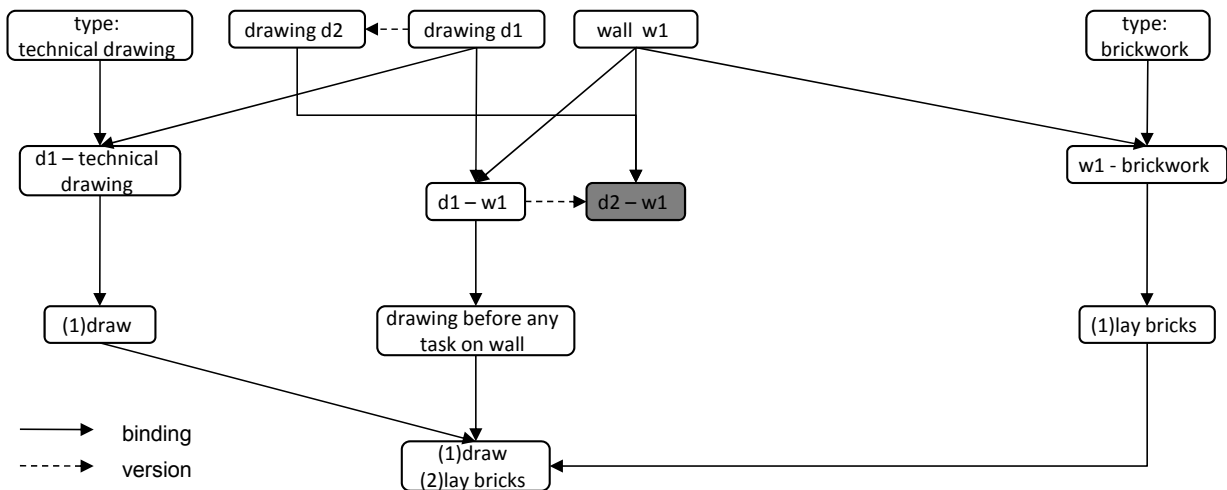 type:
technical drawing
drawing d2
drawing d1
wall w1
type:
brickwork
d1 – technical
drawing
d1 – w1
d2 – w1
w1 - brickwork
(1)draw
drawing before any
task on wall
(1)lay bricks
binding
version
(1)draw
(2)lay bricks